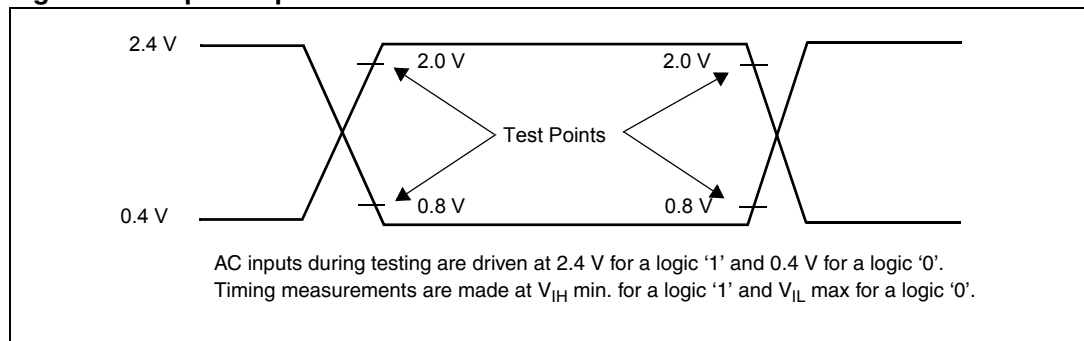 2.4 V
2.0 V
2.0 V
Test Points
0.8 V
0.8 V
0.4 V
AC inputs during testing are driven at 2.4 V for a logic ‘1’ and 0.4 V for a logic ‘0’.
Timing measurements are made at VIH min. for a logic ‘1’ and VIL max for a logic ‘0’.